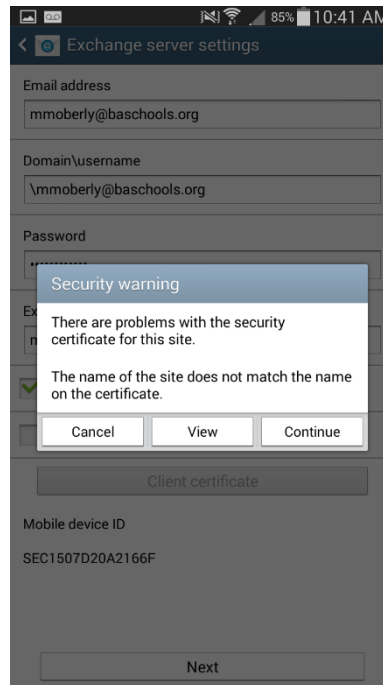 85% 10:41 AM
Exchange server settings
Email address
mmoberly@baschools.org
Domain\username
\mmoberly@baschools.org
Password
Security warning
There are problems with the security
certificate for this site.
The name of the site does not match the name
on the certificate.
Cancel View Continue
Client certificate
Mobile device ID
SEC1507D20A2166F
Next